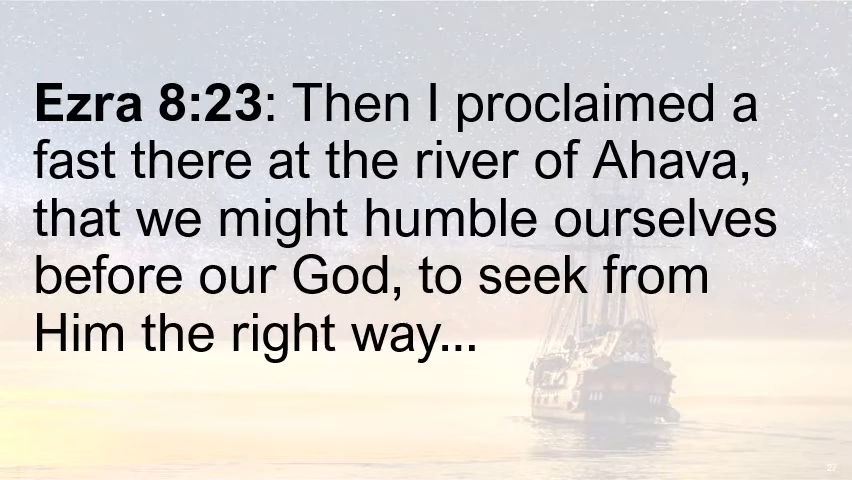 Ezra 8:23: Then I proclaimed a
fast there at the river of Ahava,
that we might humble ourselves
before our God, to seek from
Him the right way...
27